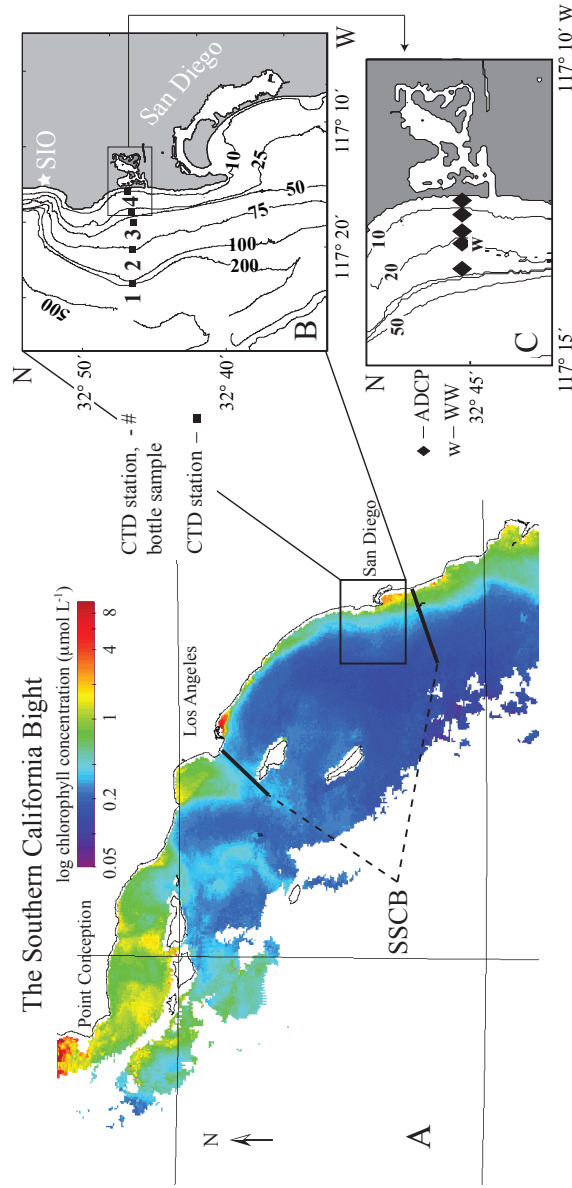 The Southern California Bight
log chlorophyll concentration (µmol L-1)
0.05 0.2 1 4 8
Point Conception
Los Angeles
San Diego
SSCB
N
A
CTD station, - #
bottle sample
CTD station – ■
N
32° 50 ′
32° 40 ′
SIO
San Diego
500
200
100
75
50
25
10
1 2 3 4
B
117° 20 ′
117° 10 ′
W
◆ – ADCP
w – WW
N
32° 45 ′
10
20
50
w
C
117° 15 ′
117° 10 ′ W